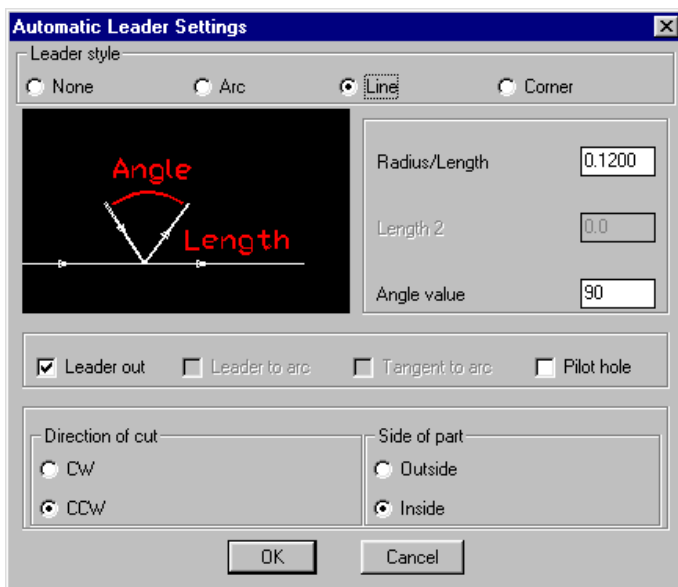 Automatic Leader Settings
Leader style
None Arc Line Corner
Angle
Length
Radius/Length 0.1200
Length 2 0.0
Angle value 90
Leader out Leader to arc Tangent to arc Pilot hole
Direction of cut
CW
CCW
Side of part
Outside
Inside
OK Cancel